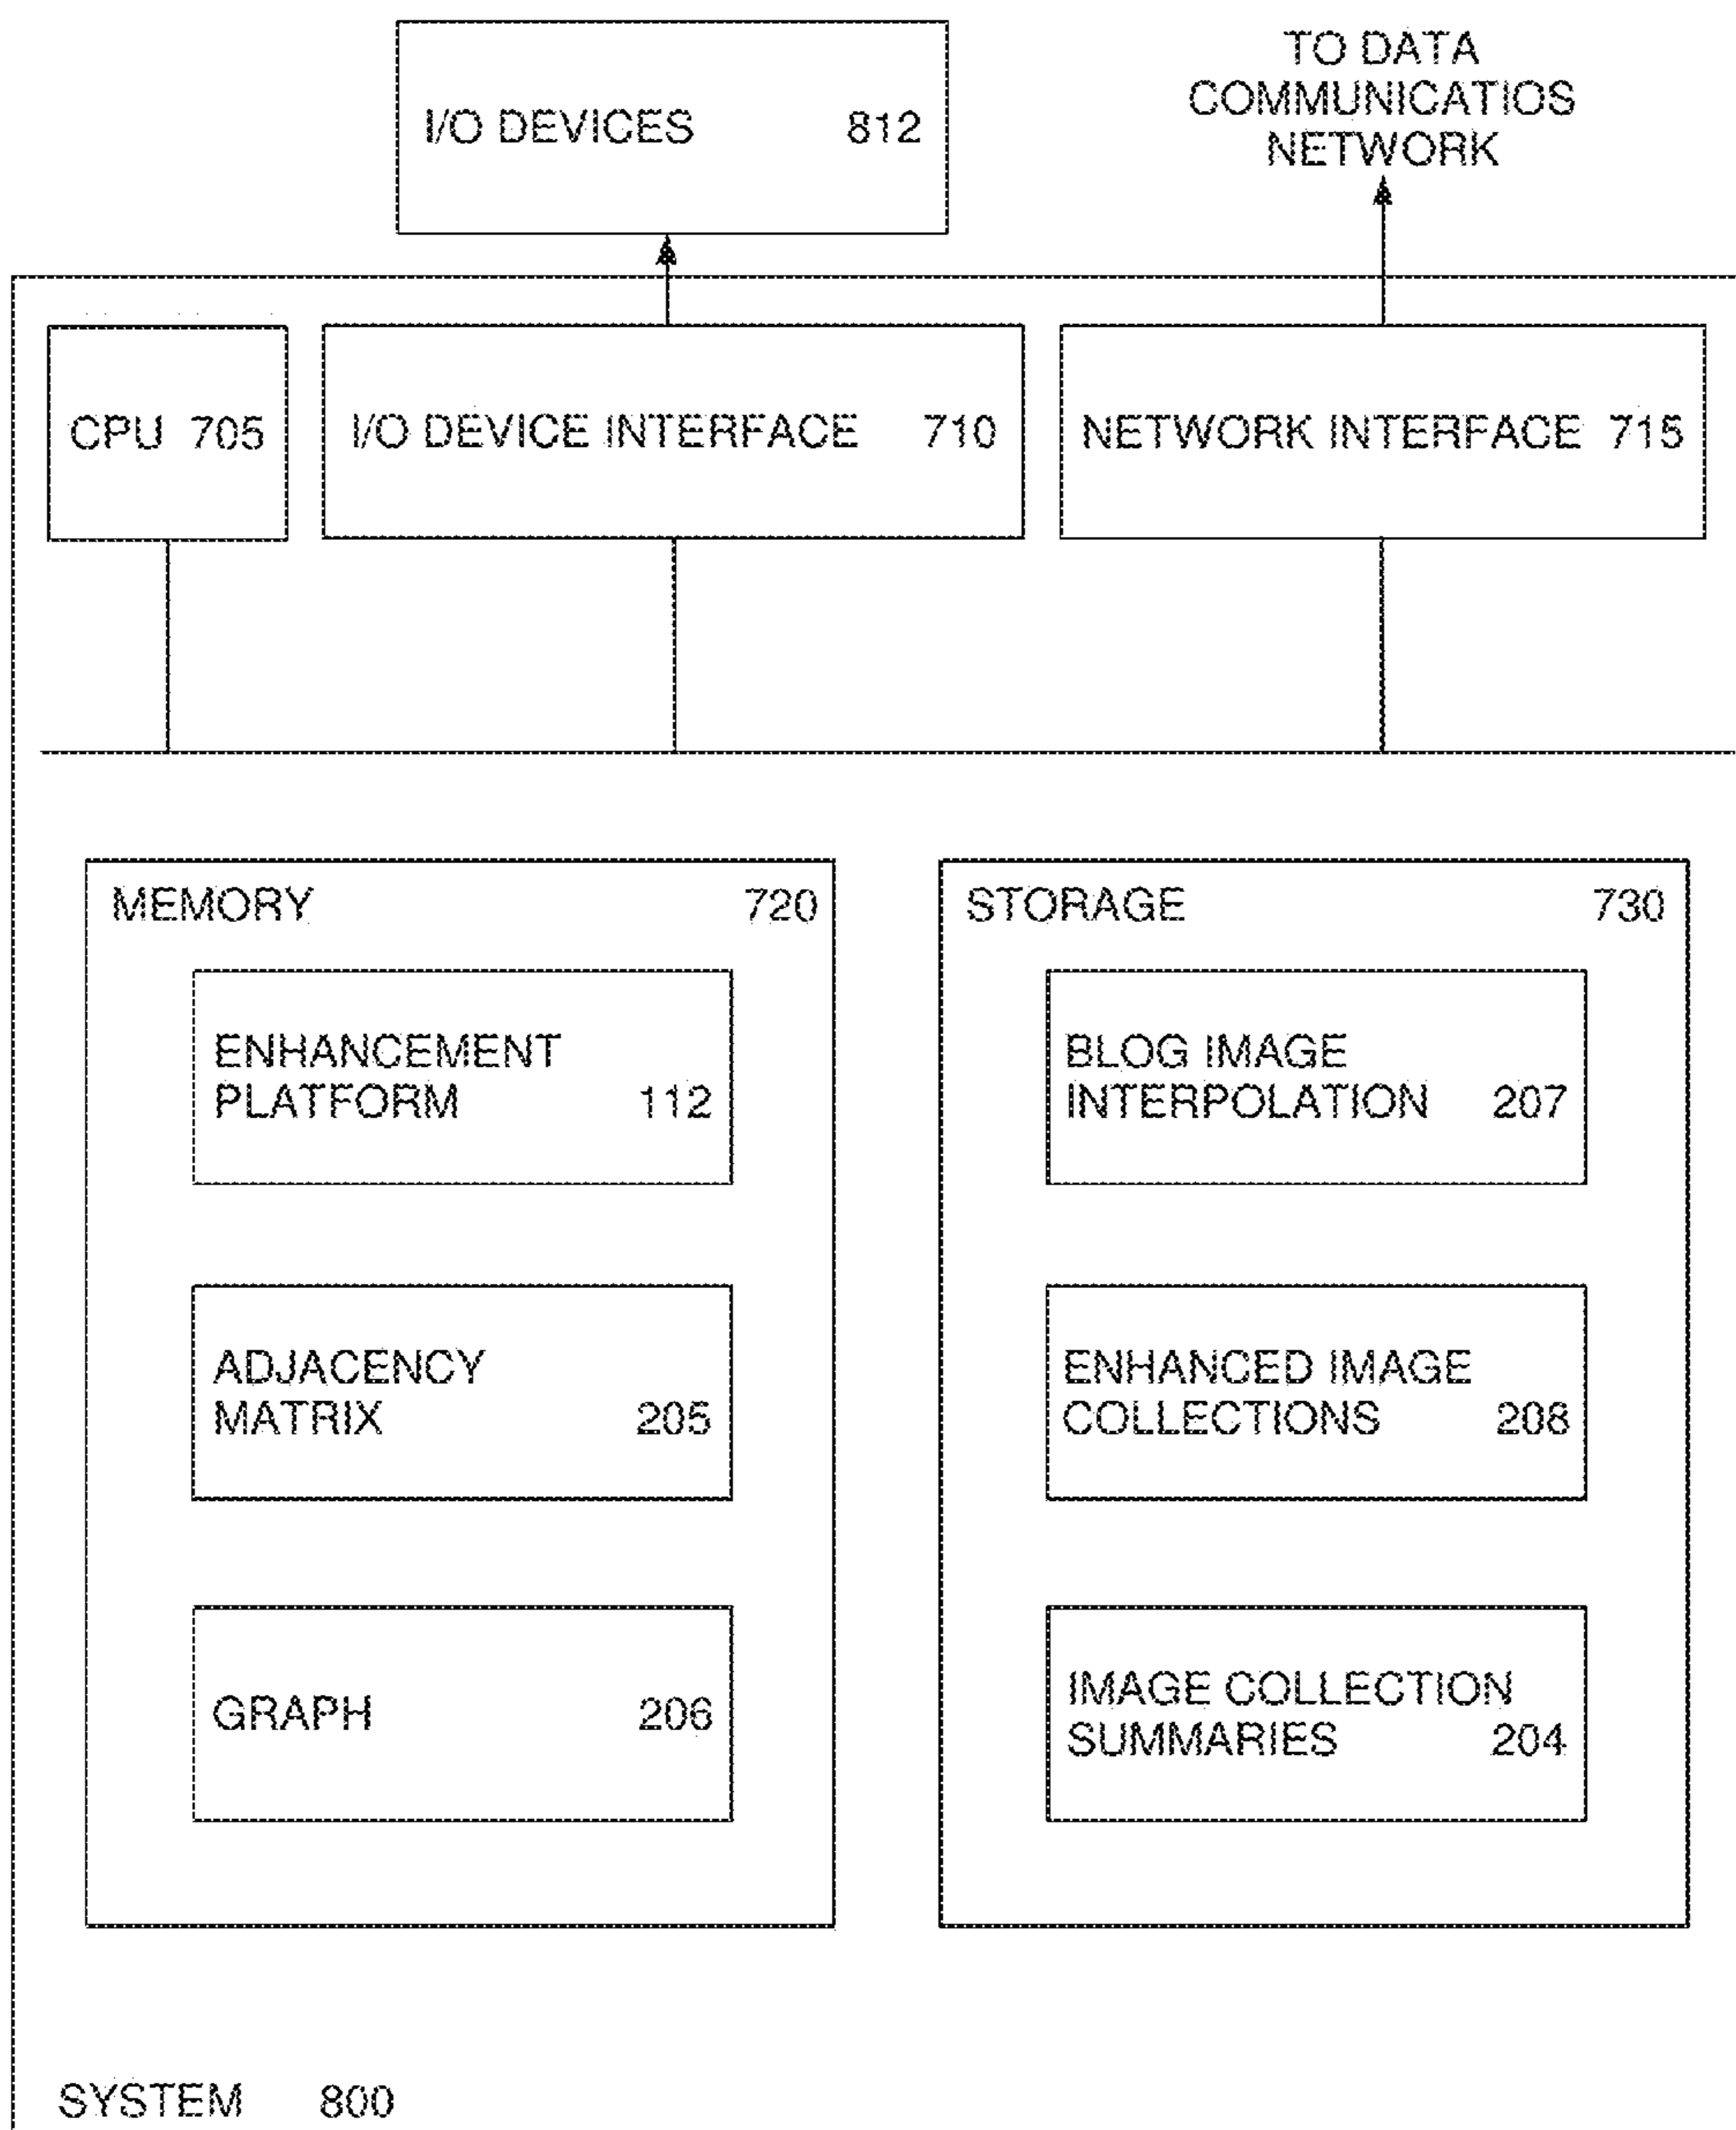 I/O DEVICES 812
TO DATA
COMMUNICATIOS
NETWORK
CPU 705
I/O DEVICE INTERFACE 710
NETWORK INTERFACE 715
MEMORY 720
ENHANCEMENT
PLATFORM 112
ADJACENCY
MATRIX 205
GRAPH 206
STORAGE 730
BLOG IMAGE
INTERPOLATION 207
ENHANCED IMAGE
COLLECTIONS 208
IMAGE COLLECTION
SUMMARIES 204
SYSTEM 800